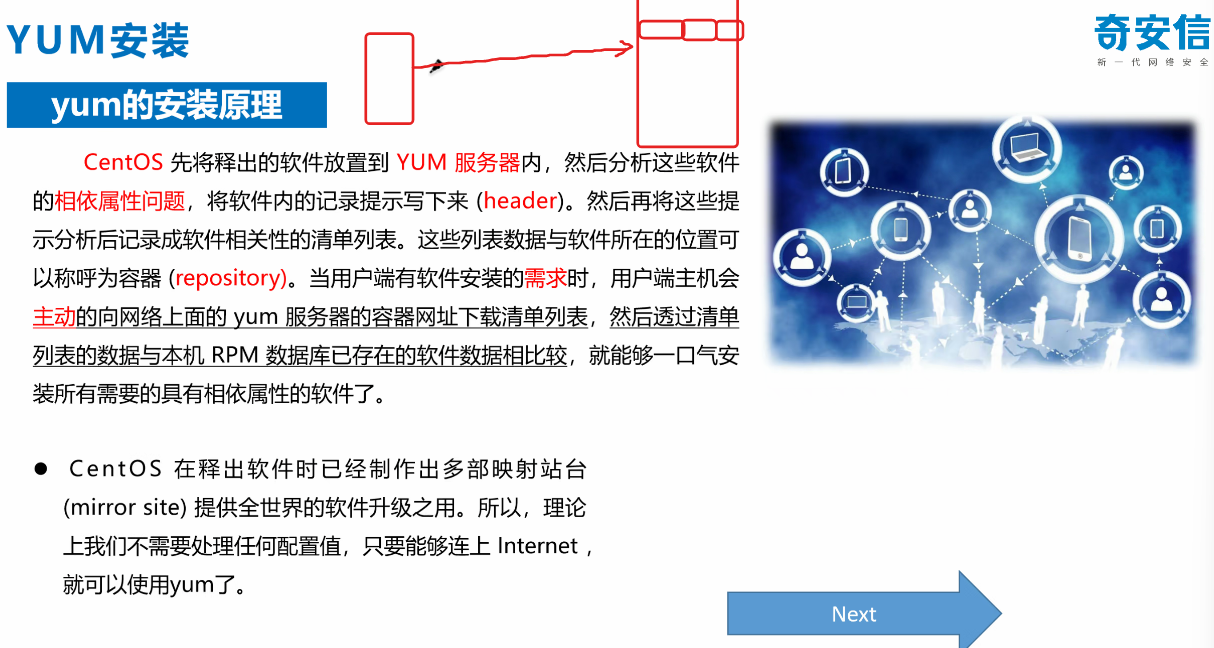 YUM安装
奇安信
新一代网络安全
yum的安装原理
CentOS 先将释出的软件放置到 YUM 服务器内，然后分析这些软件
的相依属性问题，将软件内的记录提示写下来 (header)。然后再将这些提
示分析后记录成软件相关性的清单列表。这些列表数据与软件所在的位置可
以称呼为容器 (repository)。当用户端有软件安装的需求时，用户端主机会
主动的向网络上面的 yum 服务器的容器网址下载清单列表，然后透过清单
列表的数据与本机 RPM 数据库已存在的软件数据相比较，就能够一口气安
装所有需要的具有相依属性的软件了。
● CentOS 在释出软件时已经制作出多部映射站台
(mirror site) 提供全世界的软件升级之用。所以，理论
上我们不需要处理任何配置值，只要能够连上 Internet ，
就可以使用yum了。
Next